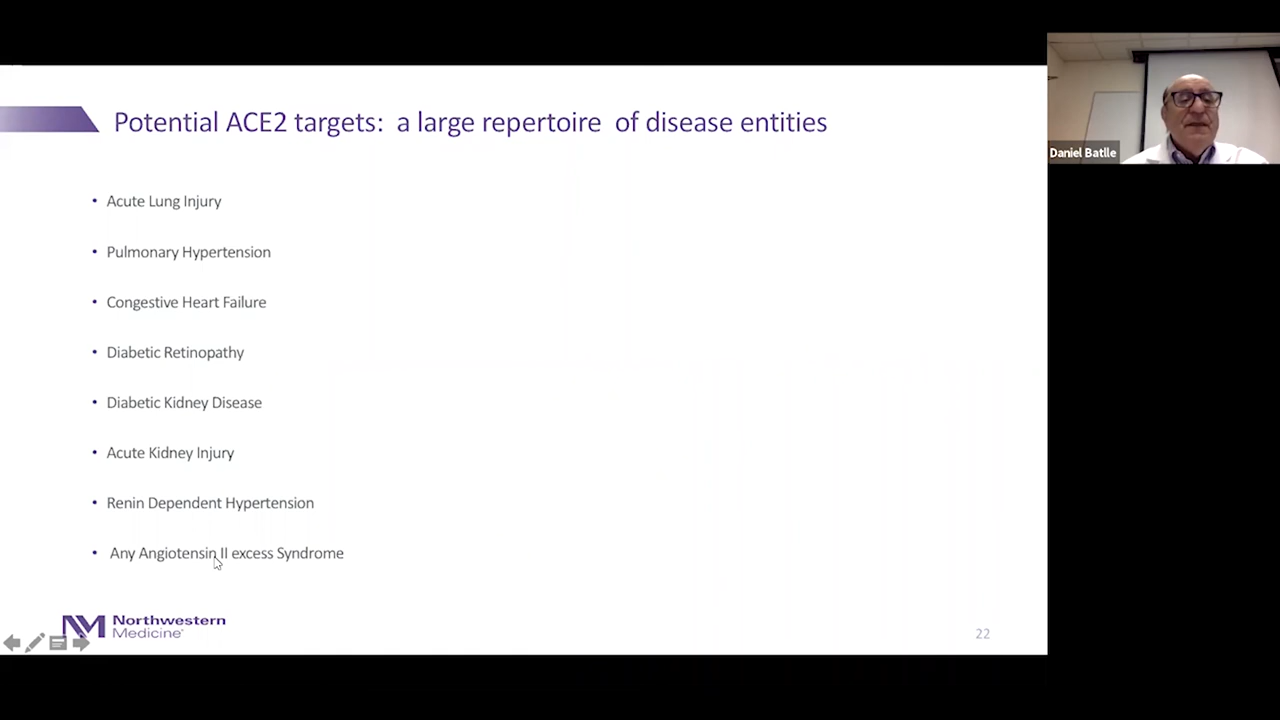 Potential ACE2 targets:  a large repertoire  of disease entities
Daniel Batlle
• Acute Lung Injury
• Pulmonary Hypertension
• Congestive Heart Failure
• Diabetic Retinopathy
• Diabetic Kidney Disease
• Acute Kidney Injury
• Renin Dependent Hypertension
• Any Angiotensin II excess Syndrome
NM Northwestern
Medicine®
22